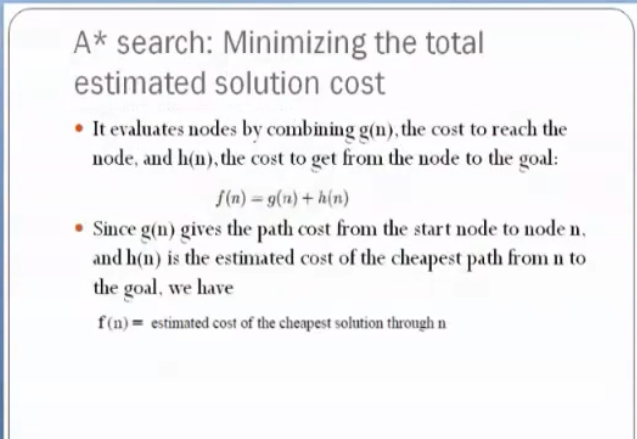 A* search: Minimizing the total
estimated solution cost
• It evaluates nodes by combining g(n), the cost to reach the
node, and h(n), the cost to get from the node to the goal:
f(n) = g(n) + h(n)
• Since g(n) gives the path cost from the start node to node n,
and h(n) is the estimated cost of the cheapest path from n to
the goal, we have
f(n) = estimated cost of the cheapest solution through n